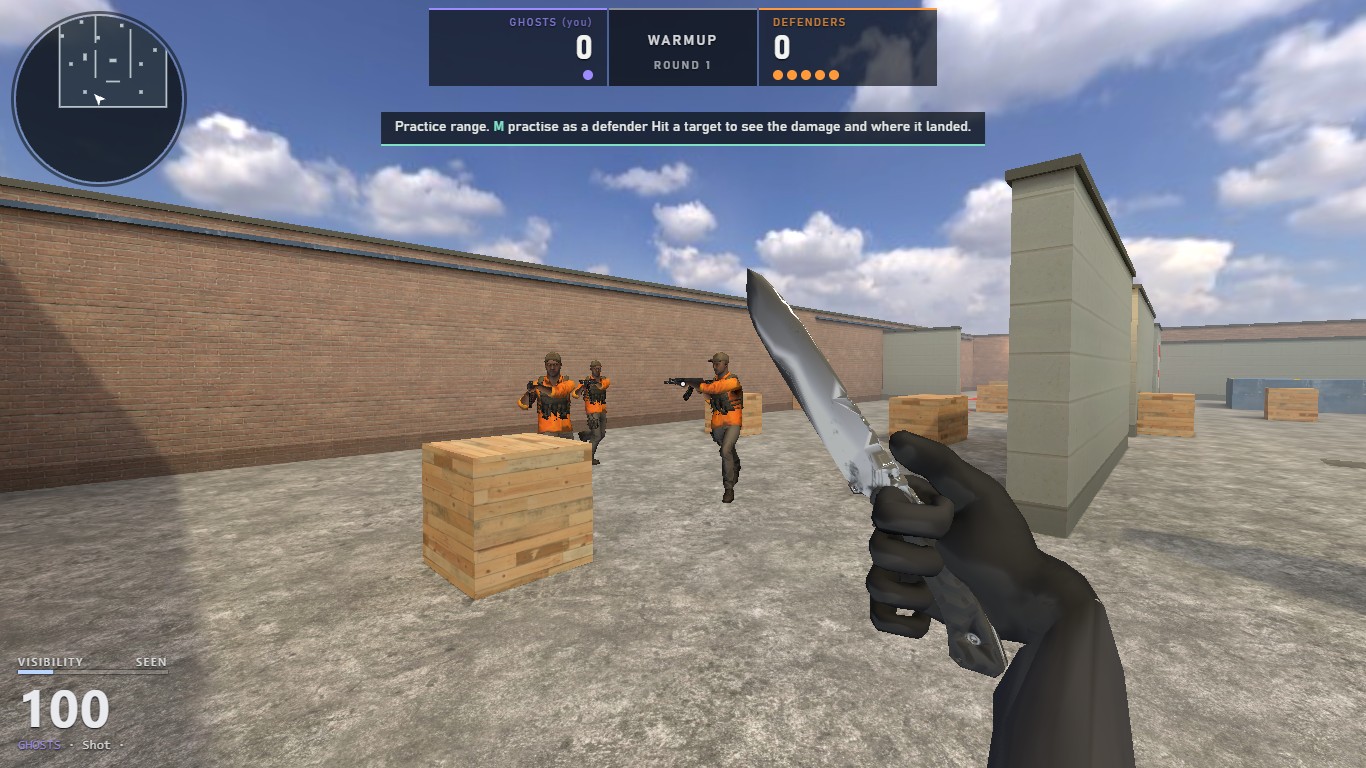 GHOSTS (you)
0
WARMUP
ROUND 1
DEFENDERS
0
Practice range. M practise as a defender Hit a target to see the damage and where it landed.
VISIBILITY SEEN
100
GHOSTS · Shot ·